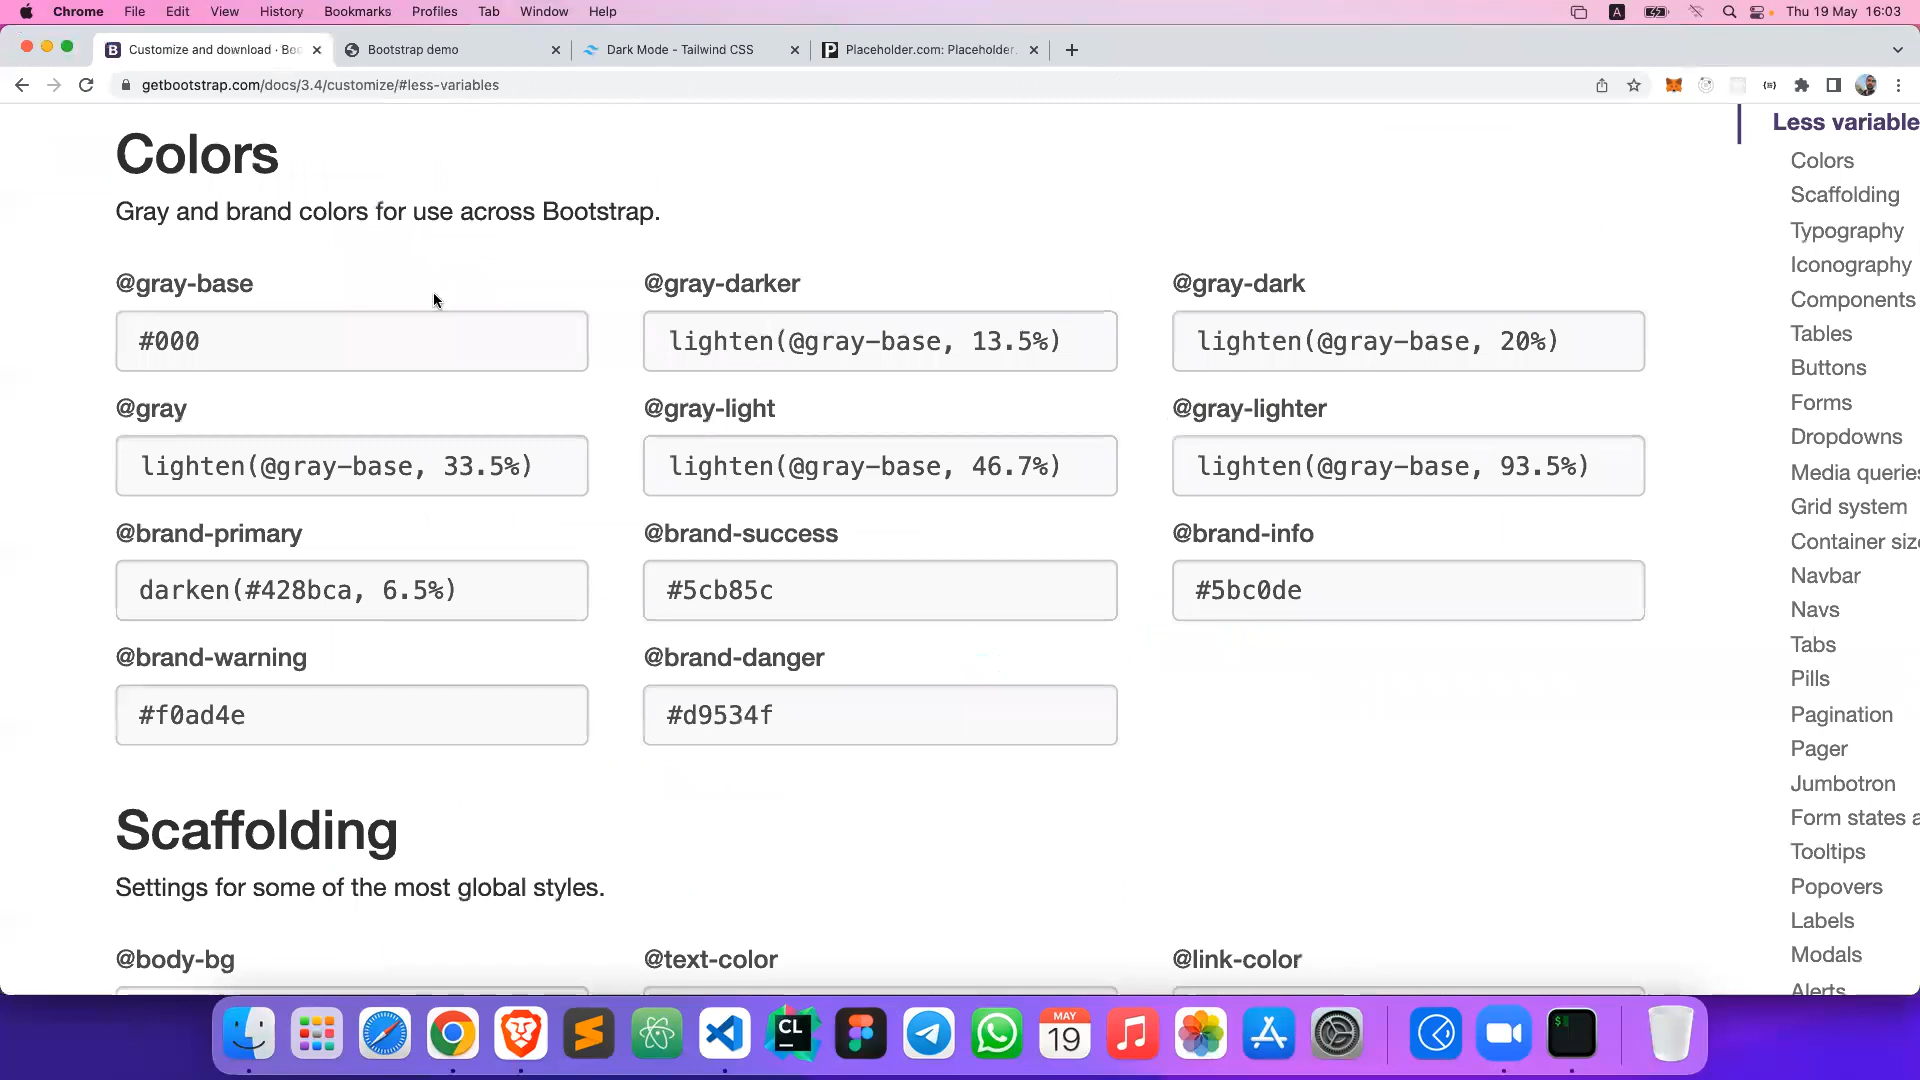 Chrome File Edit View History Bookmarks Profiles Tab Window Help A Thu 19 May 16:03
B Customize and download · Boo Bootstrap demo Dark Mode - Tailwind CSS P Placeholder.com: Placeholder
getbootstrap.com/docs/3.4/customize/#less-variables
Colors
Gray and brand colors for use across Bootstrap.
@gray-base @gray-darker @gray-dark
#000 lighten(@gray-base, 13.5%) lighten(@gray-base, 20%)
@gray @gray-light @gray-lighter
lighten(@gray-base, 33.5%) lighten(@gray-base, 46.7%) lighten(@gray-base, 93.5%)
@brand-primary @brand-success @brand-info
darken(#428bca, 6.5%) #5cb85c #5bc0de
@brand-warning @brand-danger
#f0ad4e #d9534f
Scaffolding
Settings for some of the most global styles.
@body-bg @text-color @link-color
Less variable
Colors
Scaffolding
Typography
Iconography
Components
Tables
Buttons
Forms
Dropdowns
Media queries
Grid system
Container size
Navbar
Navs
Tabs
Pills
Pagination
Pager
Jumbotron
Form states a
Tooltips
Popovers
Labels
Modals
Alerts
CL
MAY
19
$